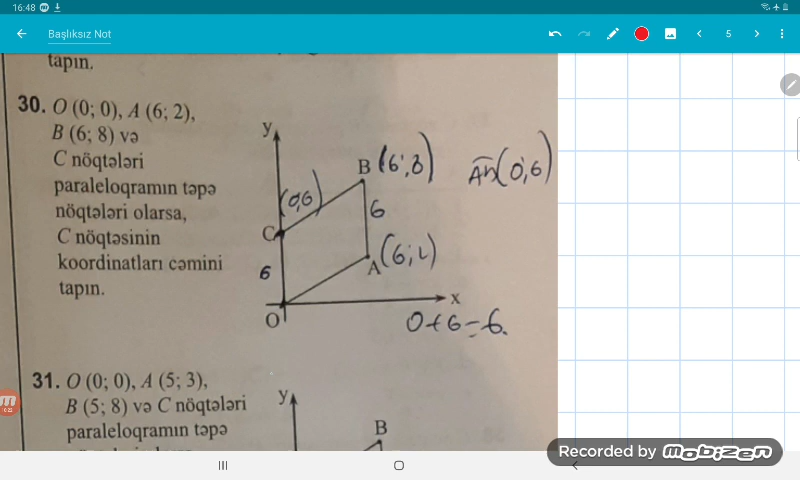 16:48
Başlıksız Not
5
tapın.
30. O (0; 0), A (6; 2),
B (6; 8) və
C nöqtələri
paraleloqramın təpə
nöqtələri olarsa,
C nöqtəsinin
koordinatları cəmini
tapın.
y
B (6; 8)
(0,6)
6
C
6
A (6; 2)
O
x
0+6=6.
31. O (0; 0), A (5; 3),
B (5; 8) və C nöqtələri
paraleloqramın təpə
y
B
Recorded by mobizen